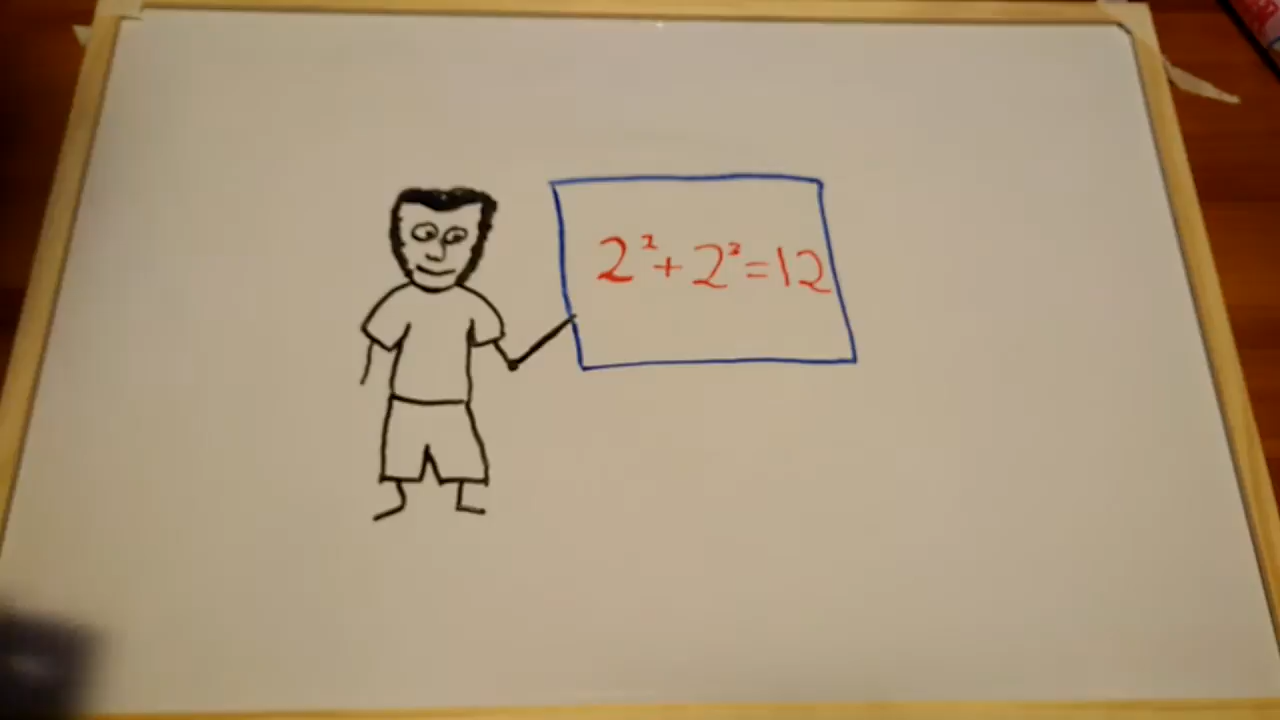 2² + 2³ = 12